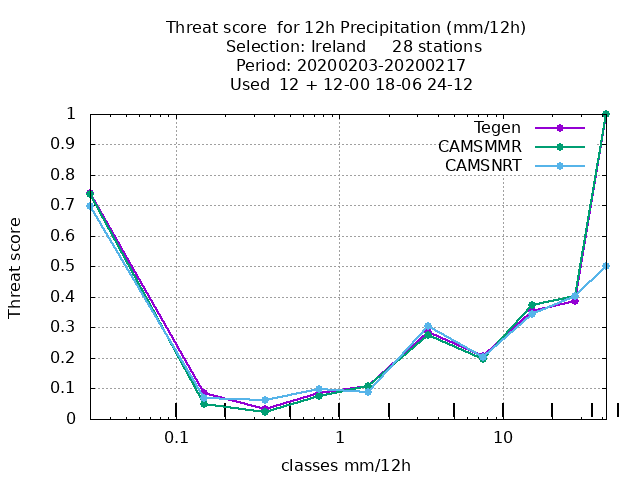 Threat score  for 12h Precipitation (mm/12h)
Selection: Ireland     28 stations
Period: 20200203-20200217
Used  12 + 12-00 18-06 24-12
Tegen
CAMSMMR
CAMSNRT
1
0.9
0.8
0.7
0.6
0.5
0.4
0.3
0.2
0.1
0
Threat score
0.1
1
10
classes mm/12h